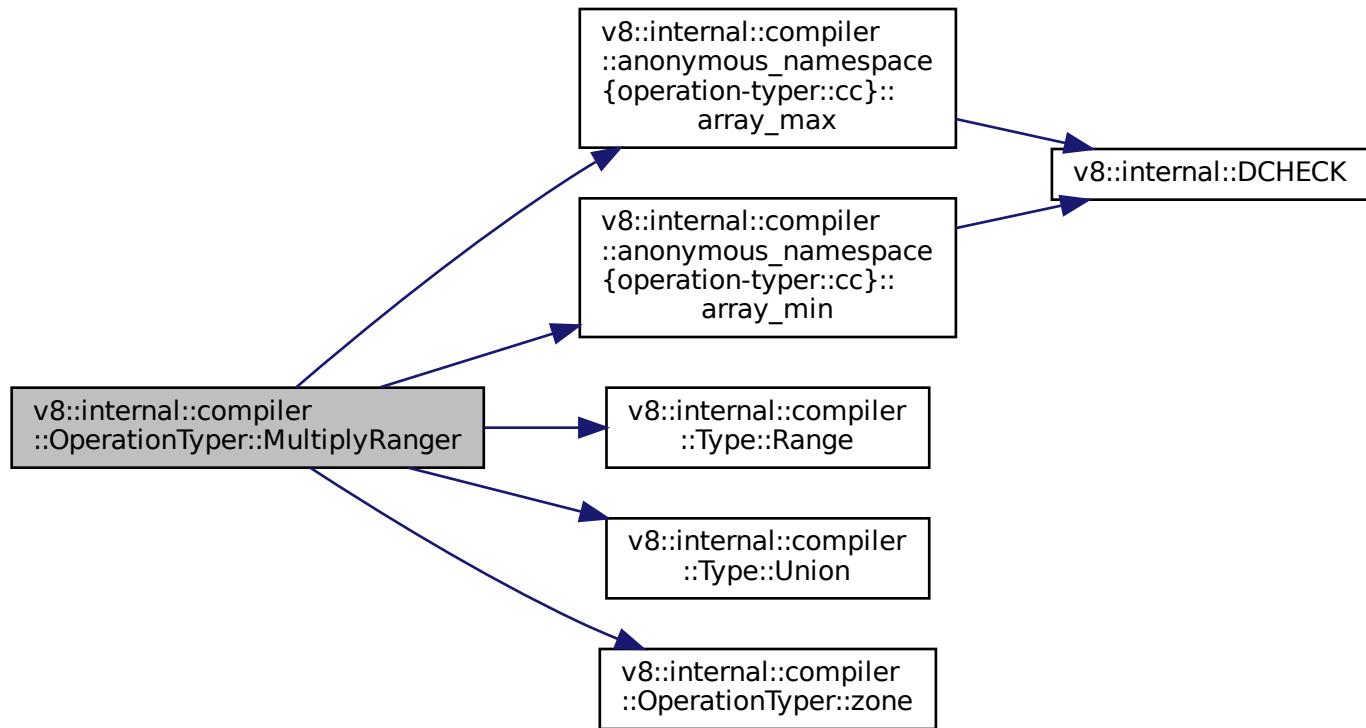 v8::internal::compiler
::anonymous_namespace
{operation-typer::cc}::
array_max
v8::internal::DCHECK
v8::internal::compiler
::anonymous_namespace
{operation-typer::cc}::
array_min
v8::internal::compiler
::OperationTyper::MultiplyRanger
v8::internal::compiler
::Type::Range
v8::internal::compiler
::Type::Union
v8::internal::compiler
::OperationTyper::zone